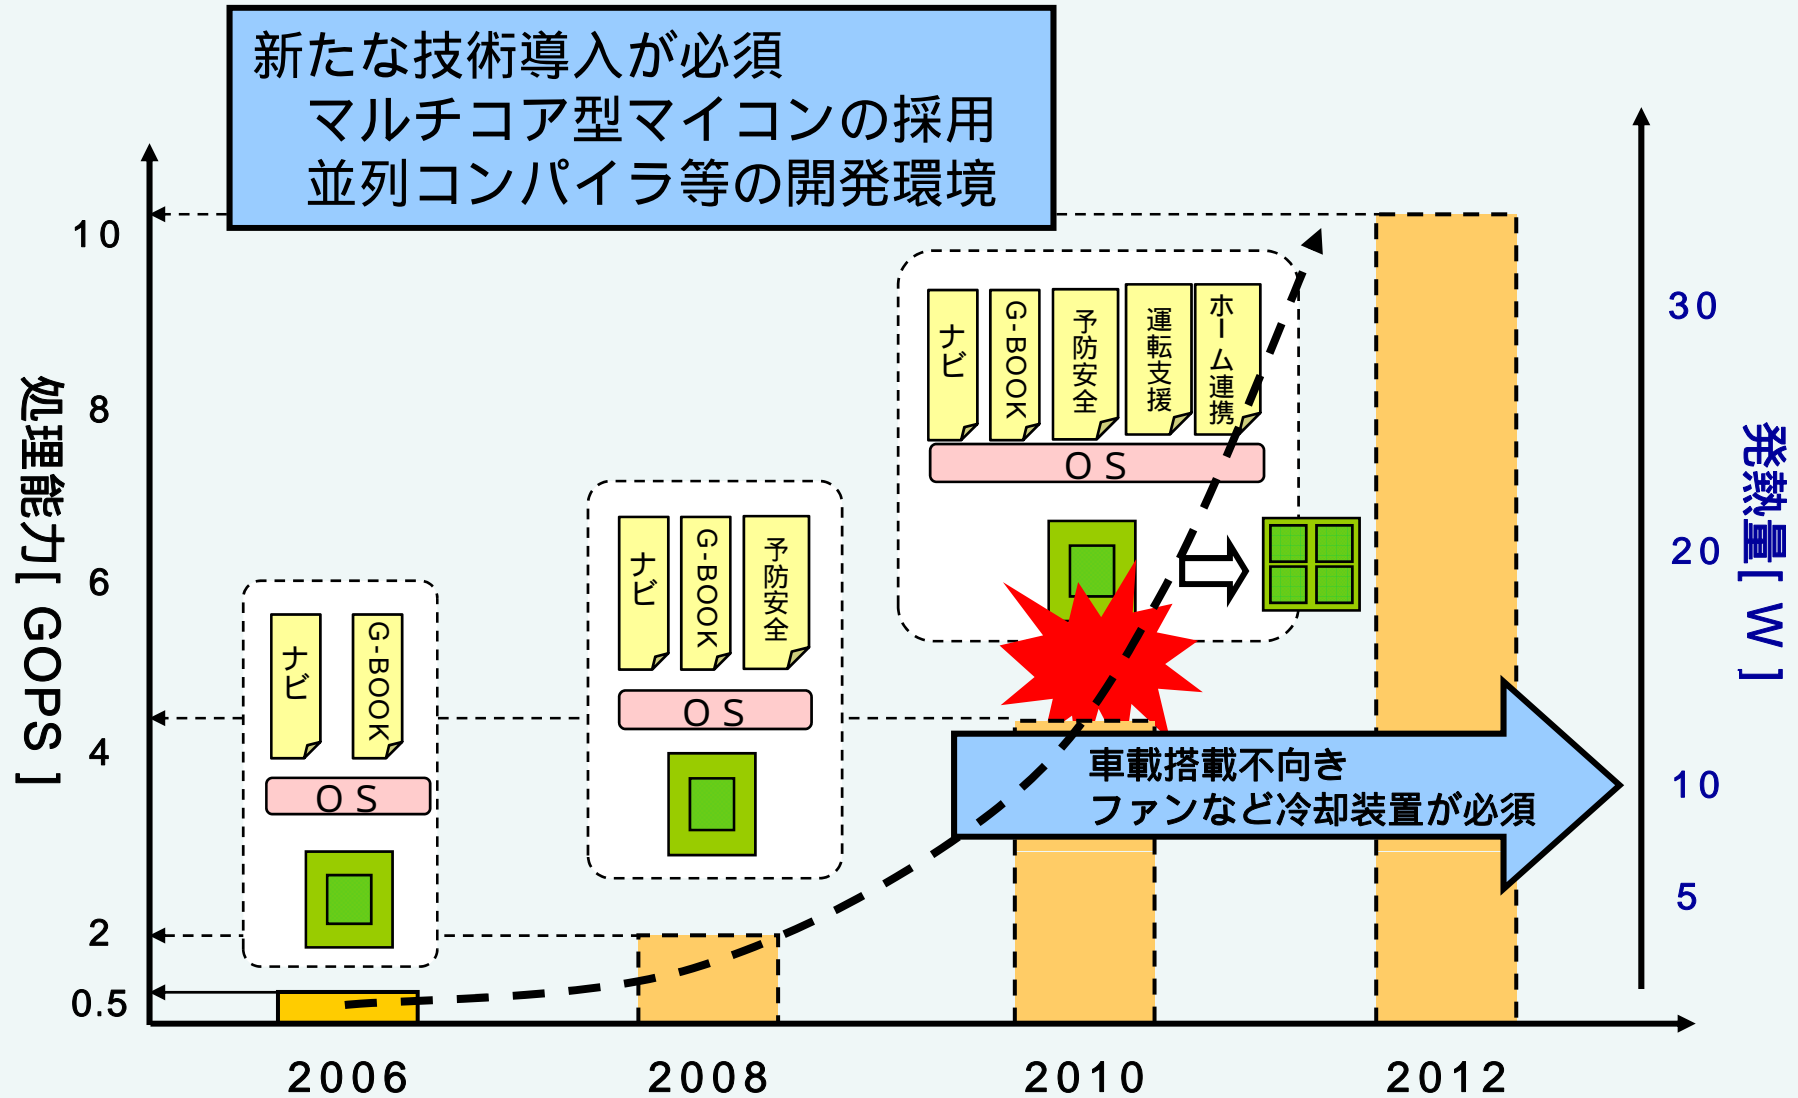 新たな技術導入が必須
マルチコア型マイコンの採用
並列コンパイラ等の開発環境
処理能力[GOPS]
10
8
6
4
2
0.5
発熱量[W]
30
20
10
5
ナビ
G-BOOK
OS
ナビ
G-BOOK
予防安全
OS
ナビ
G-BOOK
予防安全
運転支援
ホーム連携
OS
車載搭載不向き
ファンなど冷却装置が必須
2006
2008
2010
2012